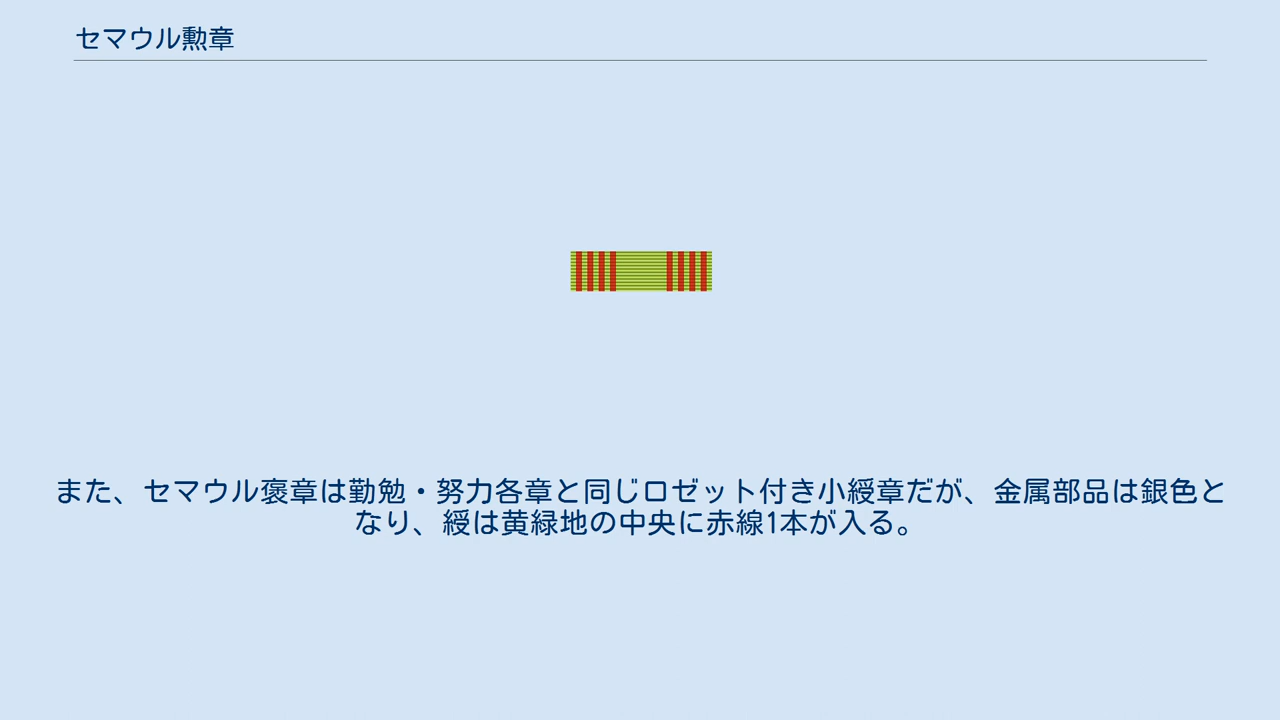 セマウル勲章
また、セマウル褒章は勤勉・努力各章と同じロゼット付き小綬章だが、金属部品は銀色と
なり、綬は黄緑地の中央に赤線1本が入る。